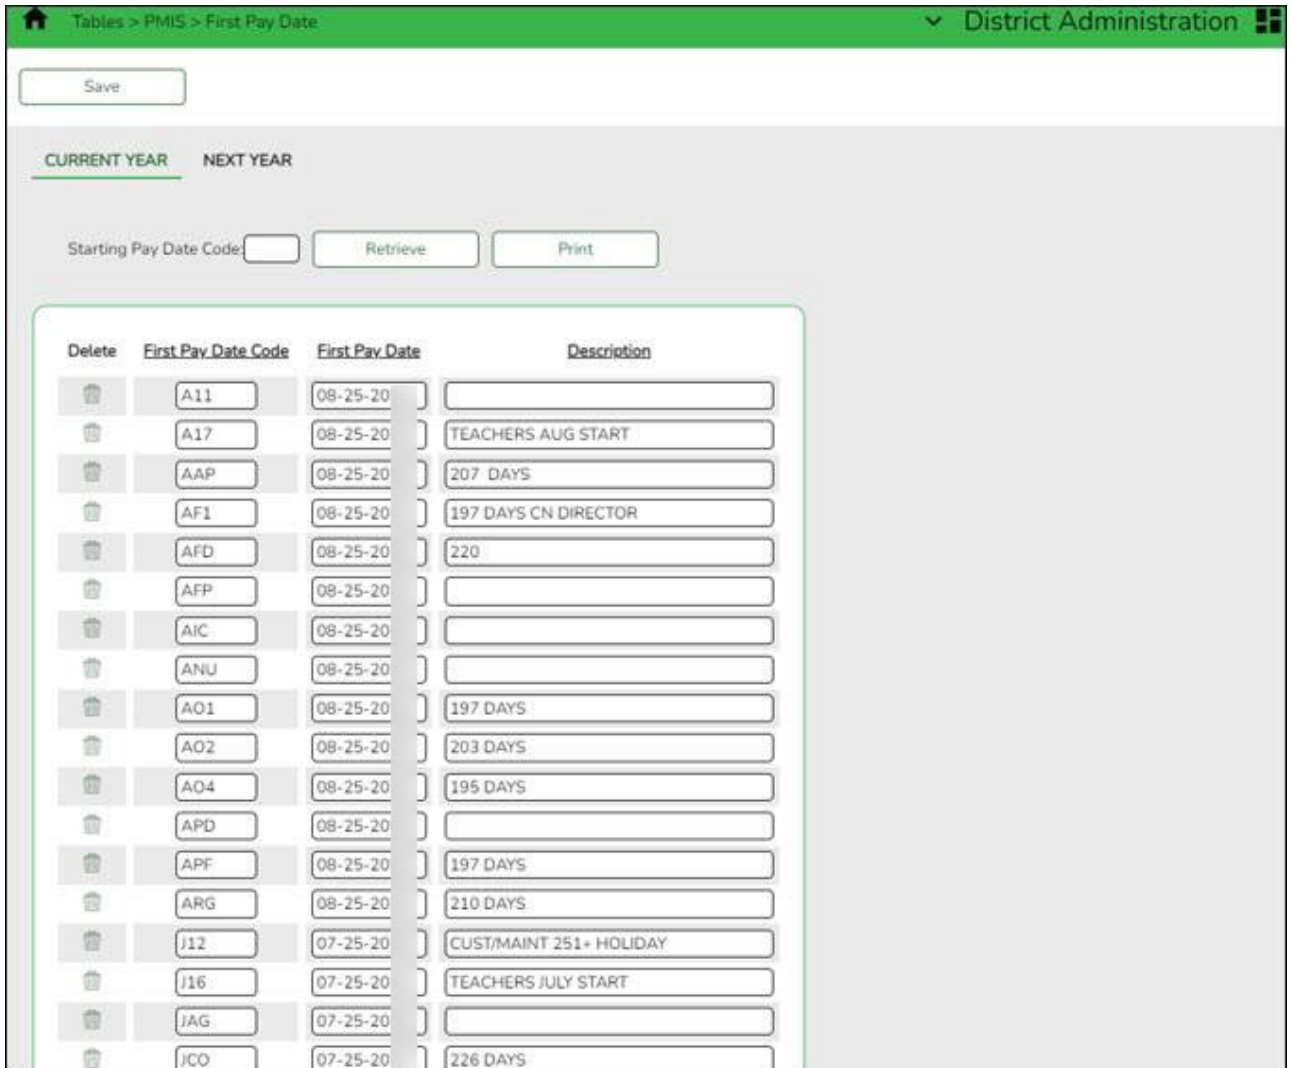 Tables > PMIS > First Pay Date District Administration
Save
CURRENT YEAR NEXT YEAR
Starting Pay Date Code: Retrieve Print
Delete First Pay Date Code First Pay Date Description
A11 08-25-20
A17 08-25-20 TEACHERS AUG START
AAP 08-25-20 207 DAYS
AF1 08-25-20 197 DAYS CN DIRECTOR
AFD 08-25-20 220
AFP 08-25-20
AIC 08-25-20
ANU 08-25-20
AO1 08-25-20 197 DAYS
AO2 08-25-20 203 DAYS
AO4 08-25-20 195 DAYS
APD 08-25-20
APF 08-25-20 197 DAYS
ARG 08-25-20 210 DAYS
J12 07-25-20 CUST/MAINT 251+ HOLIDAY
J16 07-25-20 TEACHERS JULY START
JAG 07-25-20
JCO 07-25-20 226 DAYS